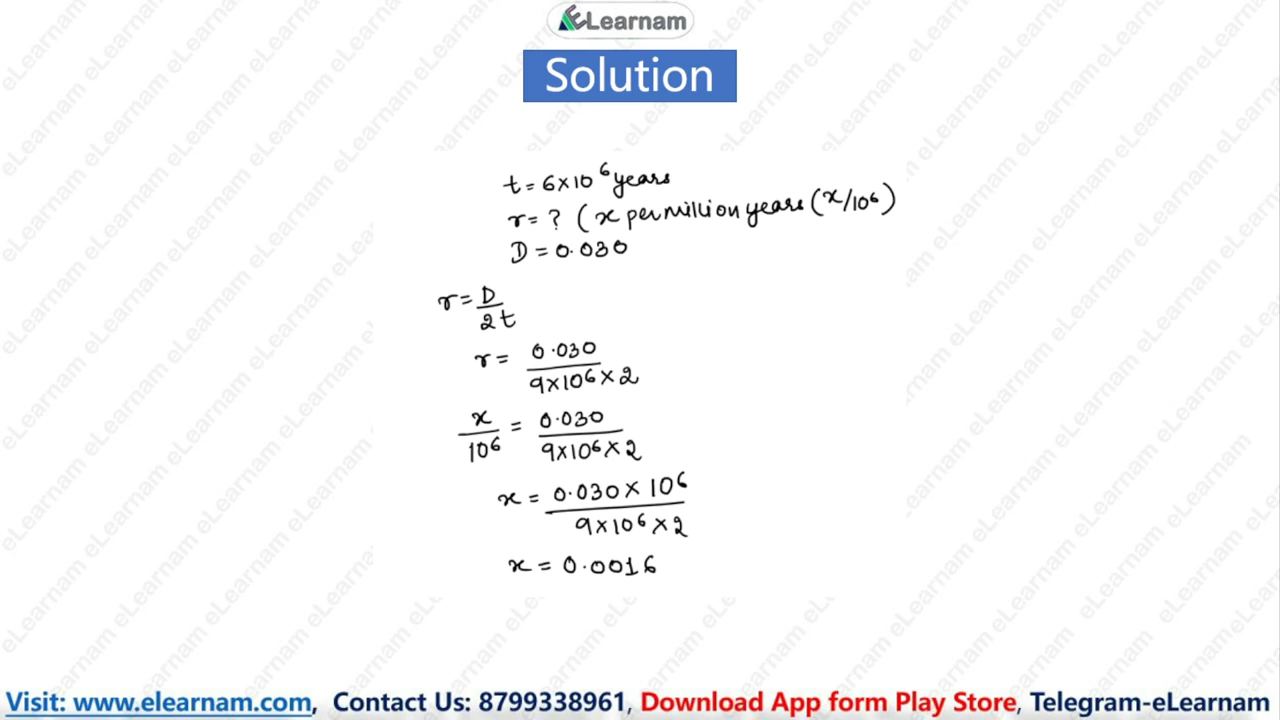 ELearnam
Solution
t = 6×10⁶ years
r = ? ( x per million years (x/10⁶)
D = 0.030
r = D/2t
r = 0.030/9×10⁶×2
x/10⁶ = 0.030/9×10⁶×2
x = 0.030×10⁶/9×10⁶×2
x = 0.0016
Visit: www.elearnam.com, Contact Us: 8799338961, Download App form Play Store, Telegram-eLearnam